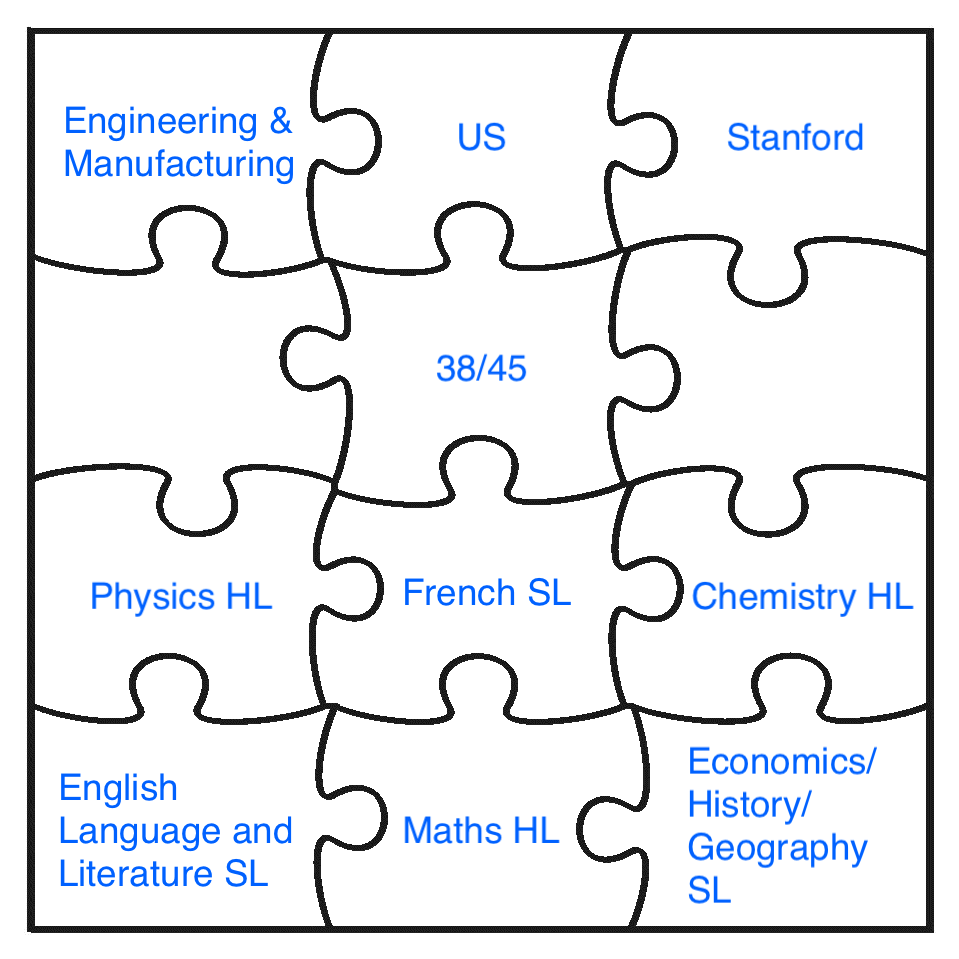 Engineering &
Manufacturing
US
Stanford
38/45
Physics HL
French SL
Chemistry HL
English
Language and
Literature SL
Maths HL
Economics/
History/
Geography
SL